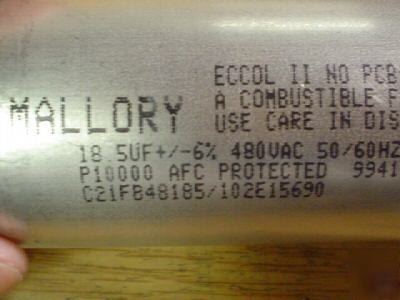 ECCOL II NO PCB
A COMBUSTIBLE F
MALLORY USE CARE IN DIS
18.5UF+/-6% 480VAC 50/60HZ
P10000 AFC PROTECTED 9941
C21FB48185/102E15690